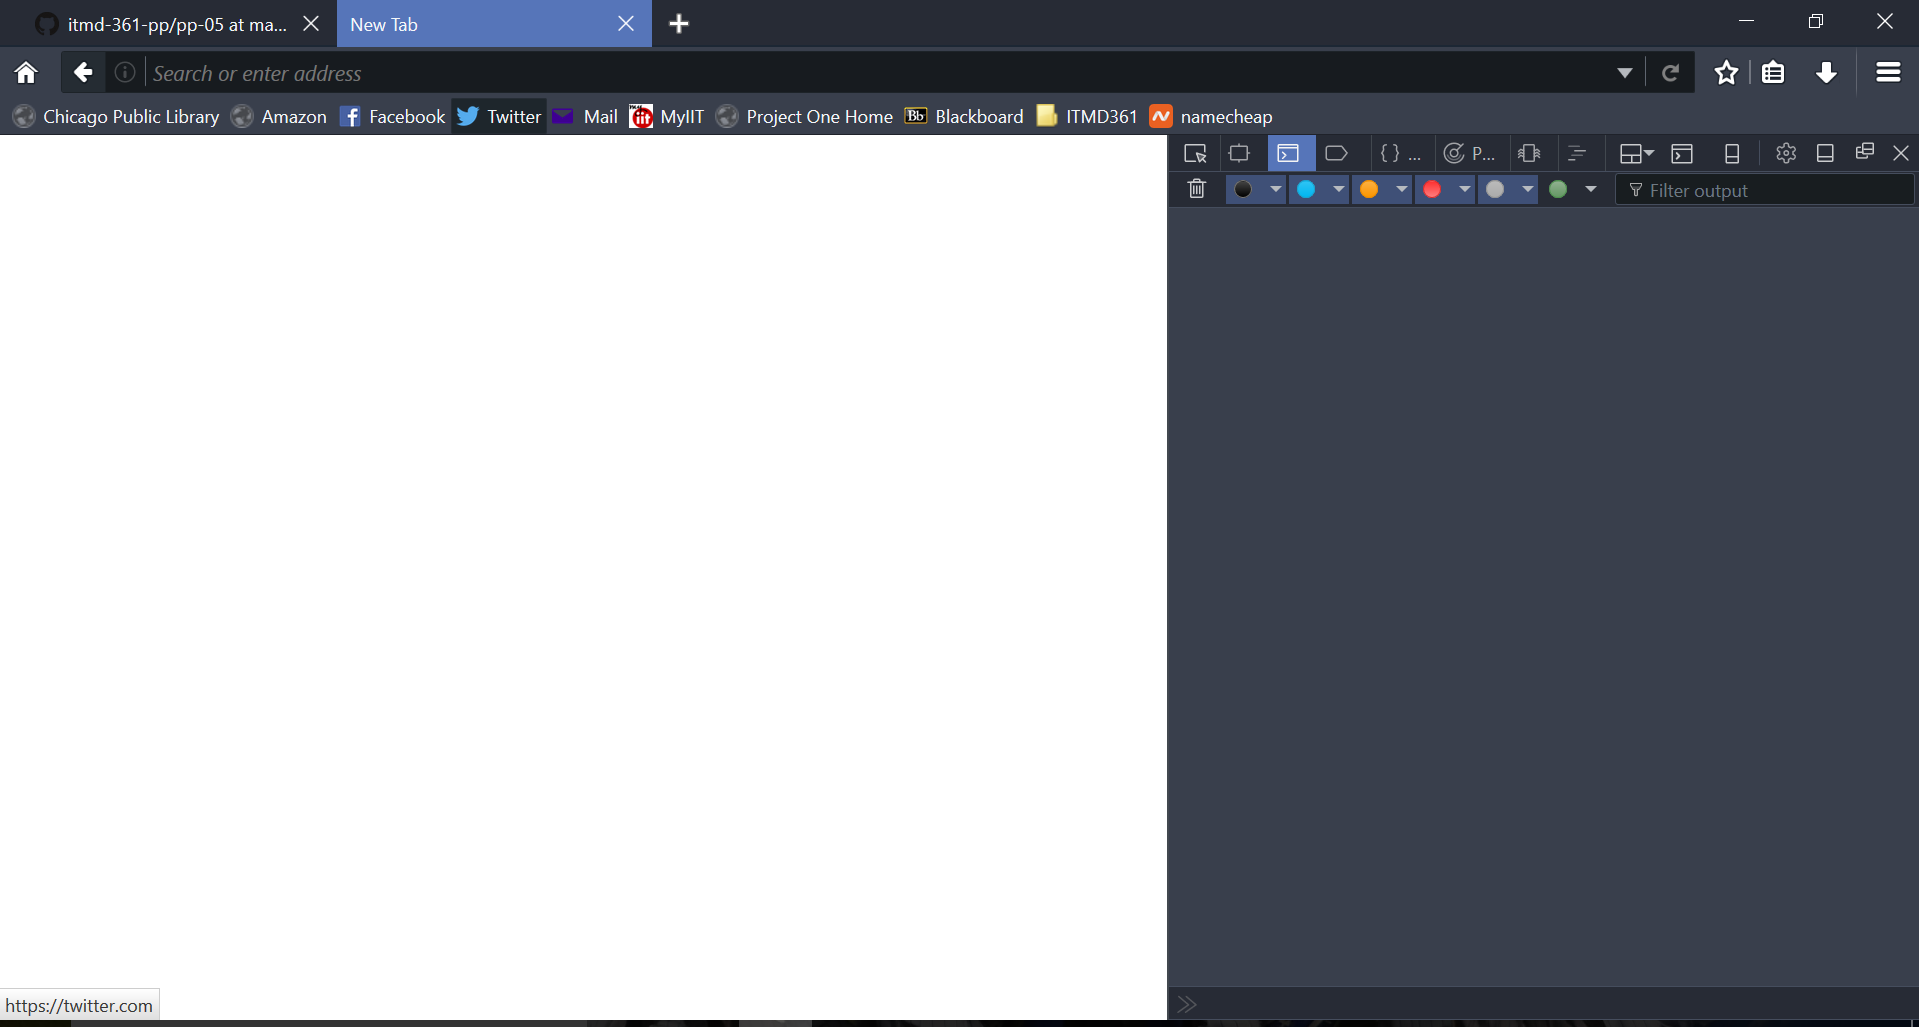 itmd-361-pp/pp-05 at ma...
New Tab
Search or enter address
Chicago Public Library Amazon Facebook Twitter Mail MyIIT Project One Home Bb Blackboard ITMD361 namecheap
{ } ... P...
Filter output
https://twitter.com